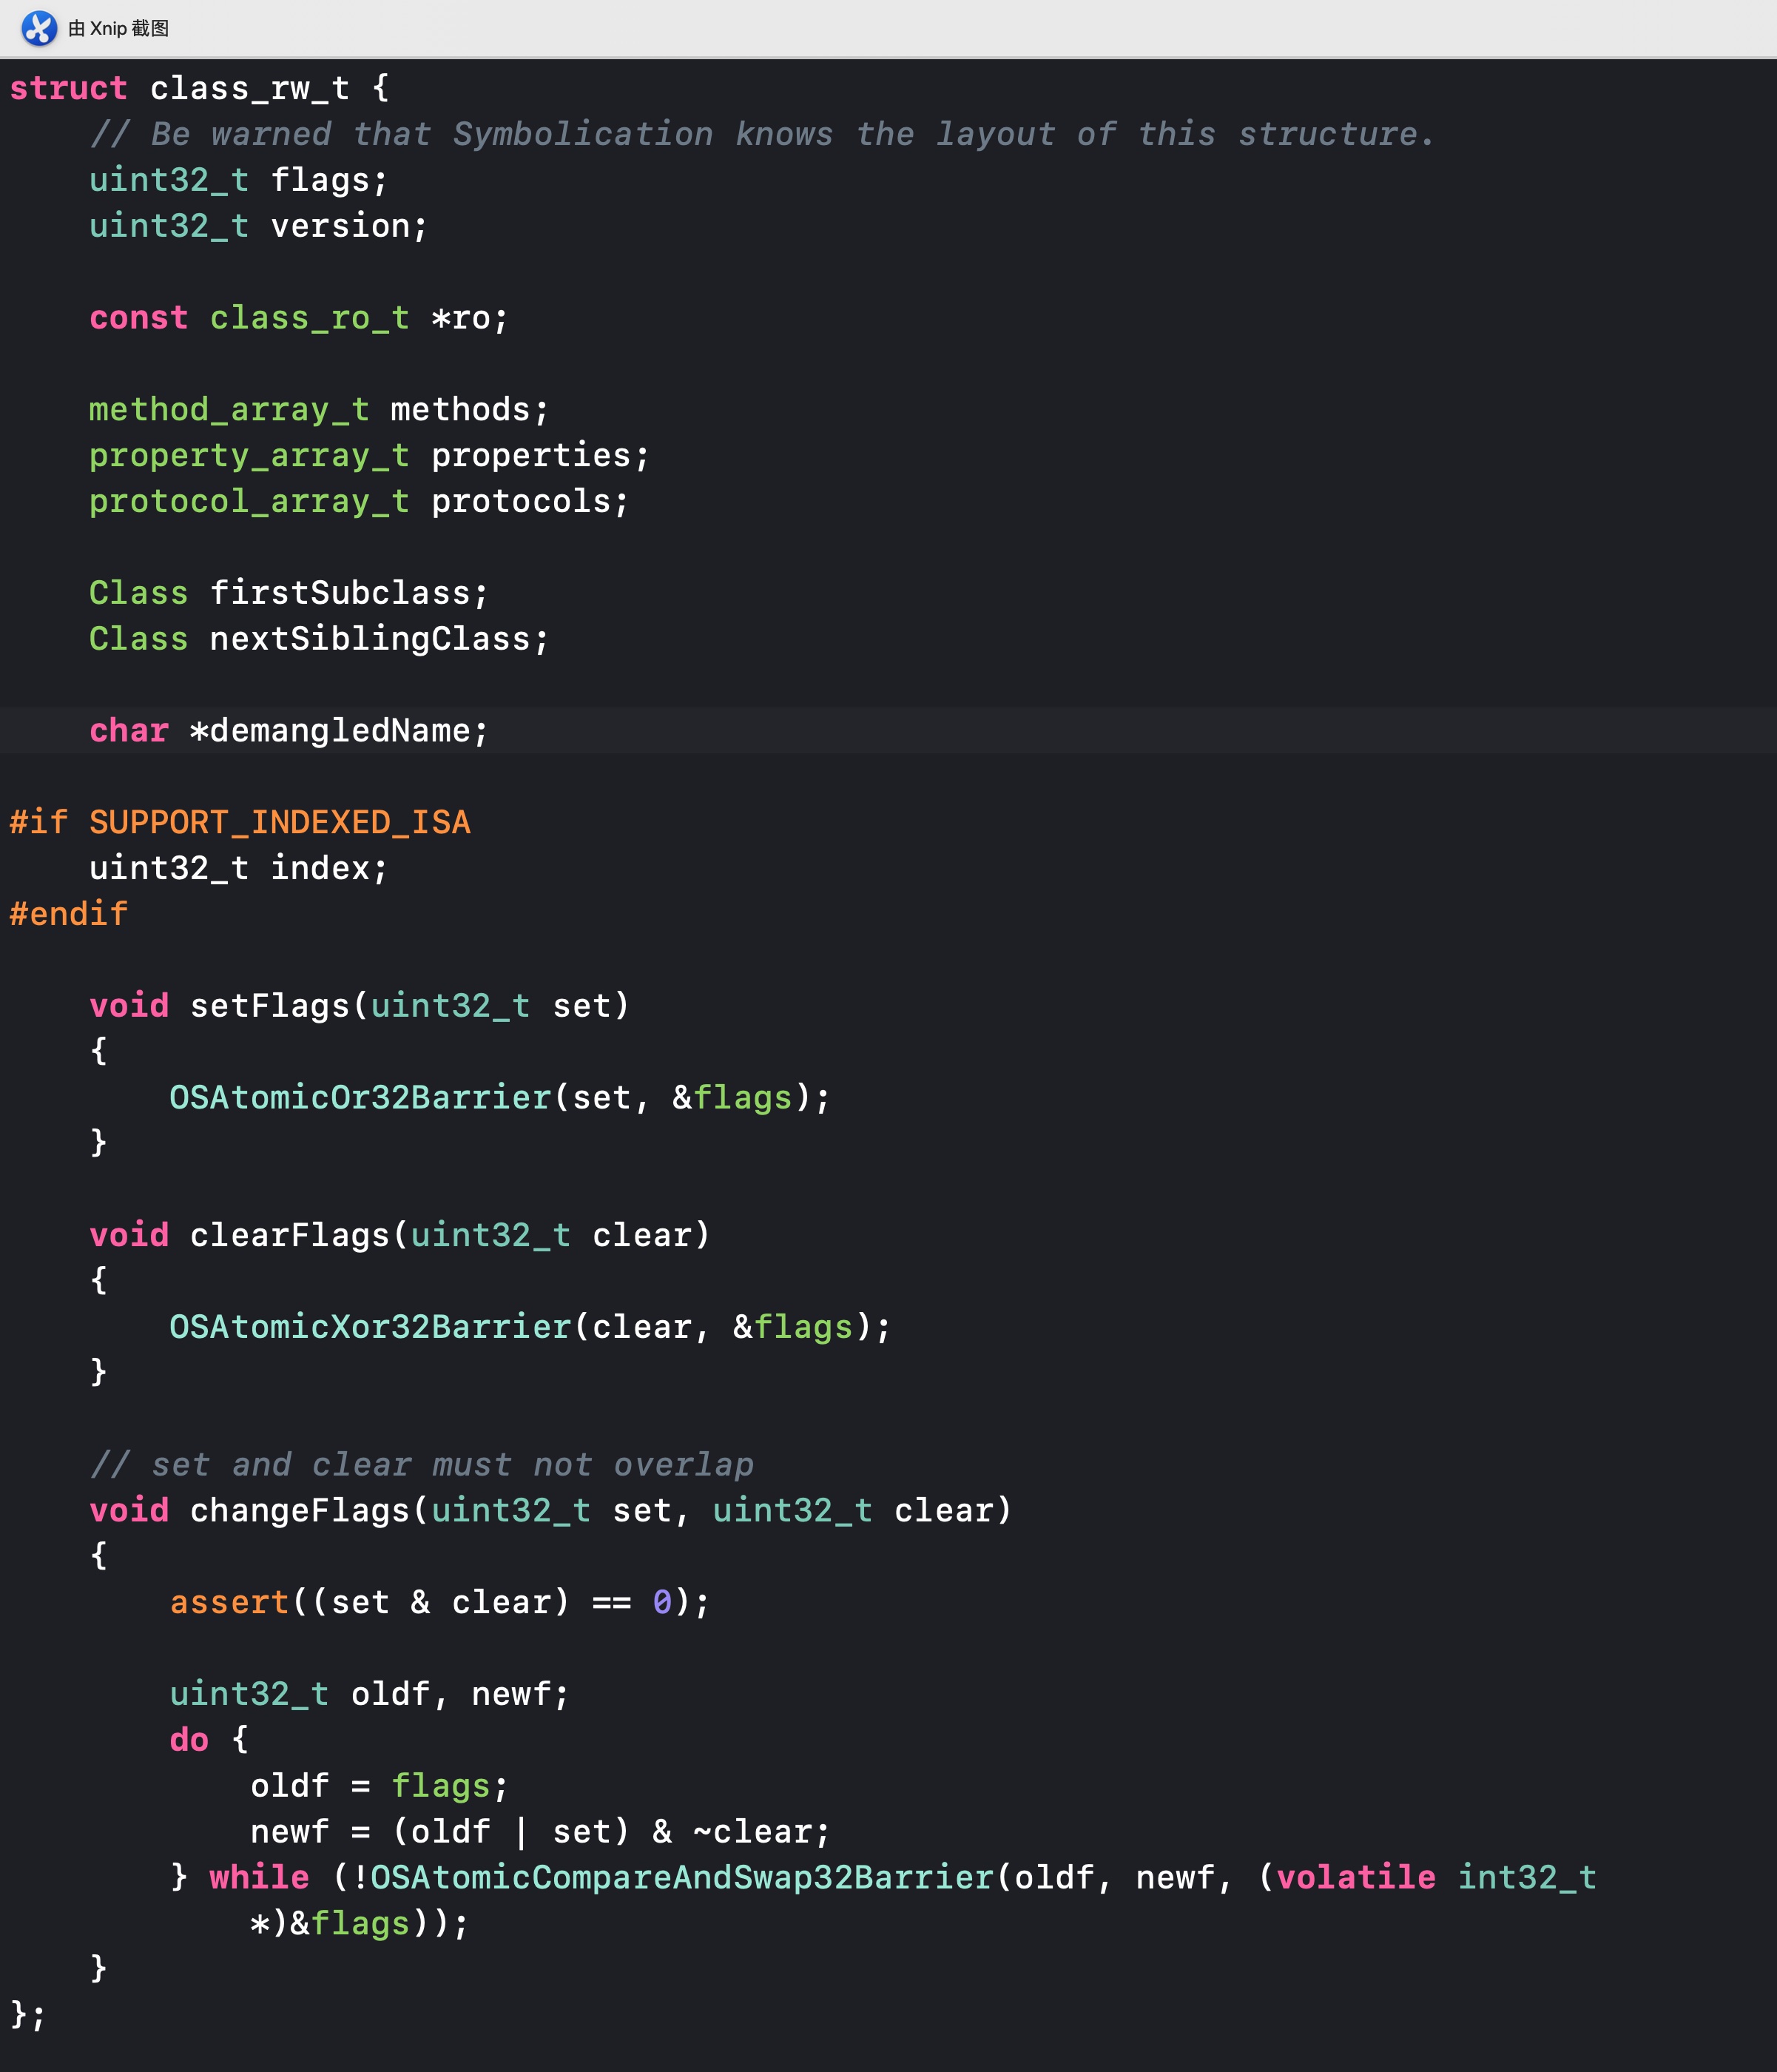 由 Xnip 截图
struct class_rw_t {
    // Be warned that Symbolication knows the layout of this structure.
    uint32_t flags;
    uint32_t version;

    const class_ro_t *ro;

    method_array_t methods;
    property_array_t properties;
    protocol_array_t protocols;

    Class firstSubclass;
    Class nextSiblingClass;

    char *demangledName;

#if SUPPORT_INDEXED_ISA
    uint32_t index;
#endif

    void setFlags(uint32_t set)
    {
        OSAtomicOr32Barrier(set, &flags);
    }

    void clearFlags(uint32_t clear)
    {
        OSAtomicXor32Barrier(clear, &flags);
    }

    // set and clear must not overlap
    void changeFlags(uint32_t set, uint32_t clear)
    {
        assert((set & clear) == 0);

        uint32_t oldf, newf;
        do {
            oldf = flags;
            newf = (oldf | set) & ~clear;
        } while (!OSAtomicCompareAndSwap32Barrier(oldf, newf, (volatile int32_t
            *)&flags));
    }
};